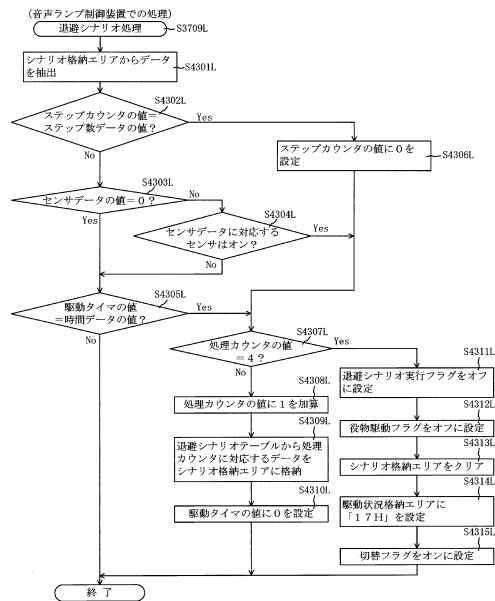 (音声ランプ制御装置での処理)
退避シナリオ処理
S3709L
シナリオ格納エリアからデータ
を抽出
S4301L
S4302L
ステップカウンタの値=
ステップ数データの値?
Yes
No
ステップカウンタの値に0を
設定
S4306L
S4303L
センサデータの値=0?
No
Yes
S4304L
センサデータに対応する
センサはオン?
Yes
No
S4305L
駆動タイマの値
=時間データの値?
Yes
No
S4307L
処理カウンタの値
=4?
Yes
No
S4308L
処理カウンタの値に1を加算
S4309L
退避シナリオテーブルから処理
カウンタに対応するデータを
シナリオ格納エリアに格納
S4310L
駆動タイマの値に0を設定
S4311L
退避シナリオ実行フラグをオフ
に設定
S4312L
役物駆動フラグをオフに設定
S4313L
シナリオ格納エリアをクリア
S4314L
駆動状況格納エリアに
「17H」を設定
S4315L
切替フラグをオンに設定
終了